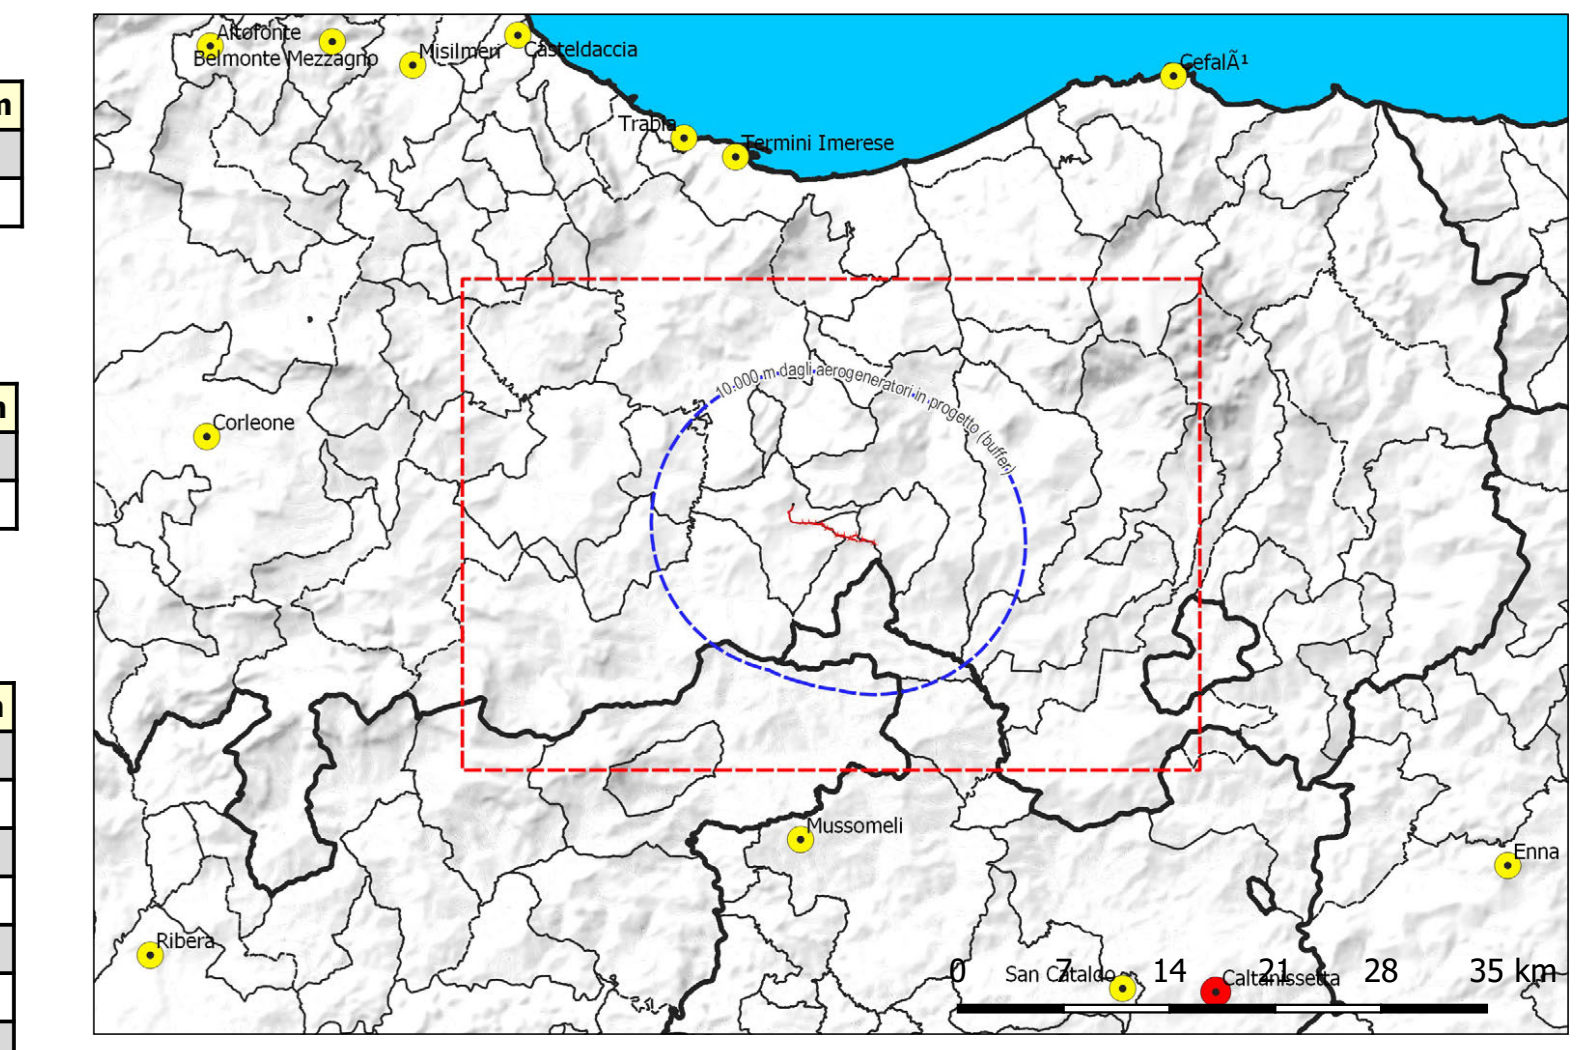 m
m
m
Altofonte
Belmonte Mezzagno
Misilmeri
Casteldaccia
CefalÃ¹
Trabia
Termini Imerese
10.000 m dagli aerogeneratori in progetto (buffer)
Corleone
Mussomeli
Enna
Ribera
San Cataldo
Caltanissetta
0 7 14 21 28 35 km